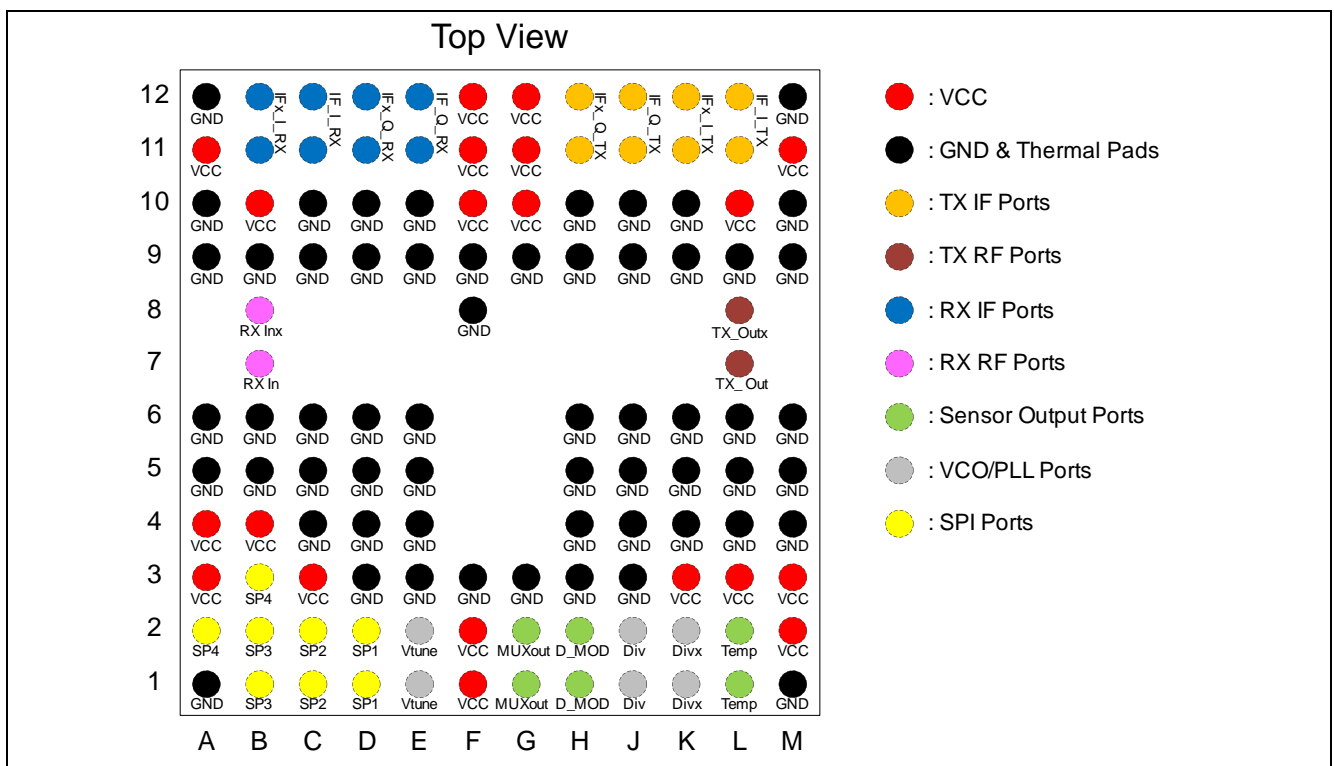 Top View
12
GND
IFx_I_RX
IF_I_RX
IFx_Q_RX
IF_Q_RX
VCC VCC
IFx_Q_TX
IF_Q_TX
IFx_I_TX
IF_I_TX
GND
11
VCC VCC VCC VCC
10
GND VCC GND GND GND VCC VCC GND GND GND VCC GND
9
GND GND GND GND GND GND GND GND GND GND GND GND
8
RX Inx GND TX_Outx
7
RX In TX_ Out
6
GND GND GND GND GND GND GND GND GND GND
5
GND GND GND GND GND GND GND GND GND GND
4
VCC VCC GND GND GND GND GND GND GND GND
3
VCC SP4 VCC GND GND GND GND GND GND VCC VCC VCC
2
SP4 SP3 SP2 SP1 Vtune VCC MUXout D_MOD Div Divx Temp VCC
1
GND SP3 SP2 SP1 Vtune VCC MUXout D_MOD Div Divx Temp GND
A B C D E F G H J K L M
: VCC
: GND & Thermal Pads
: TX IF Ports
: TX RF Ports
: RX IF Ports
: RX RF Ports
: Sensor Output Ports
: VCO/PLL Ports
: SPI Ports